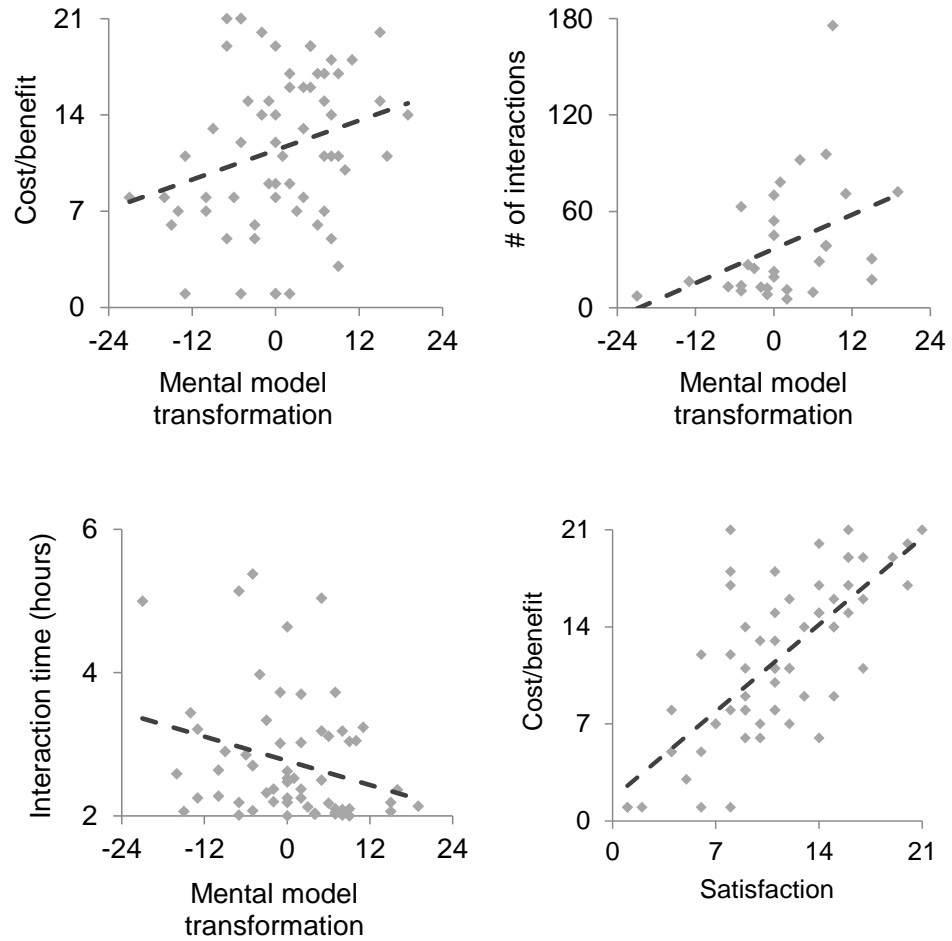 21
14
7
0
Cost/benefit
-24 -12 0 12 24
Mental model
transformation
180
120
60
0
# of interactions
-24 -12 0 12 24
Mental model
transformation
6
4
2
Interaction time (hours)
-24 -12 0 12 24
Mental model
transformation
21
14
7
0
Cost/benefit
0 7 14 21
Satisfaction